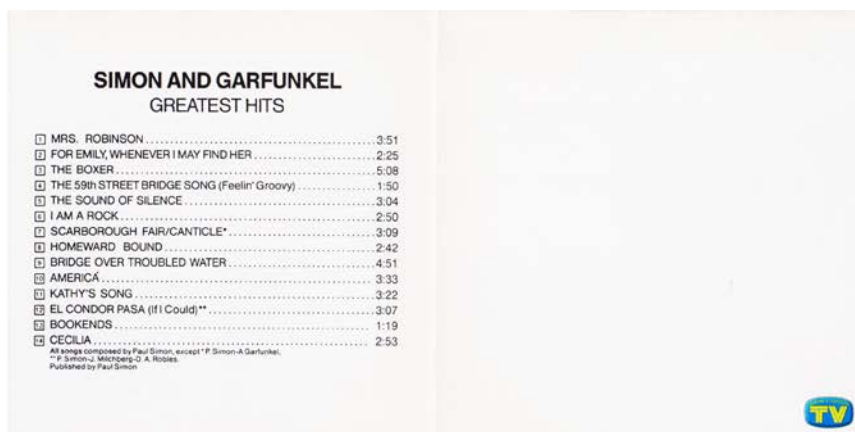 SIMON AND GARFUNKEL
GREATEST HITS
1 MRS. ROBINSON 3:51
2 FOR EMILY, WHENEVER I MAY FIND HER 2:25
3 THE BOXER 5:08
4 THE 59th STREET BRIDGE SONG (Feelin' Groovy) 1:50
5 THE SOUND OF SILENCE 3:04
6 I AM A ROCK 2:50
7 SCARBOROUGH FAIR/CANTICLE* 3:09
8 HOMEWARD BOUND 2:42
9 BRIDGE OVER TROUBLED WATER 4:51
10 AMERICA 3:33
11 KATHY'S SONG 3:22
12 EL CONDOR PASA (If I Could)** 3:07
13 BOOKENDS 1:19
14 CECILIA 2:53
All songs composed by Paul Simon, except *P. Simon-A Garfunkel,
**P. Simon-J. Milchberg-D. A. Robles.
Published by Paul Simon
TV